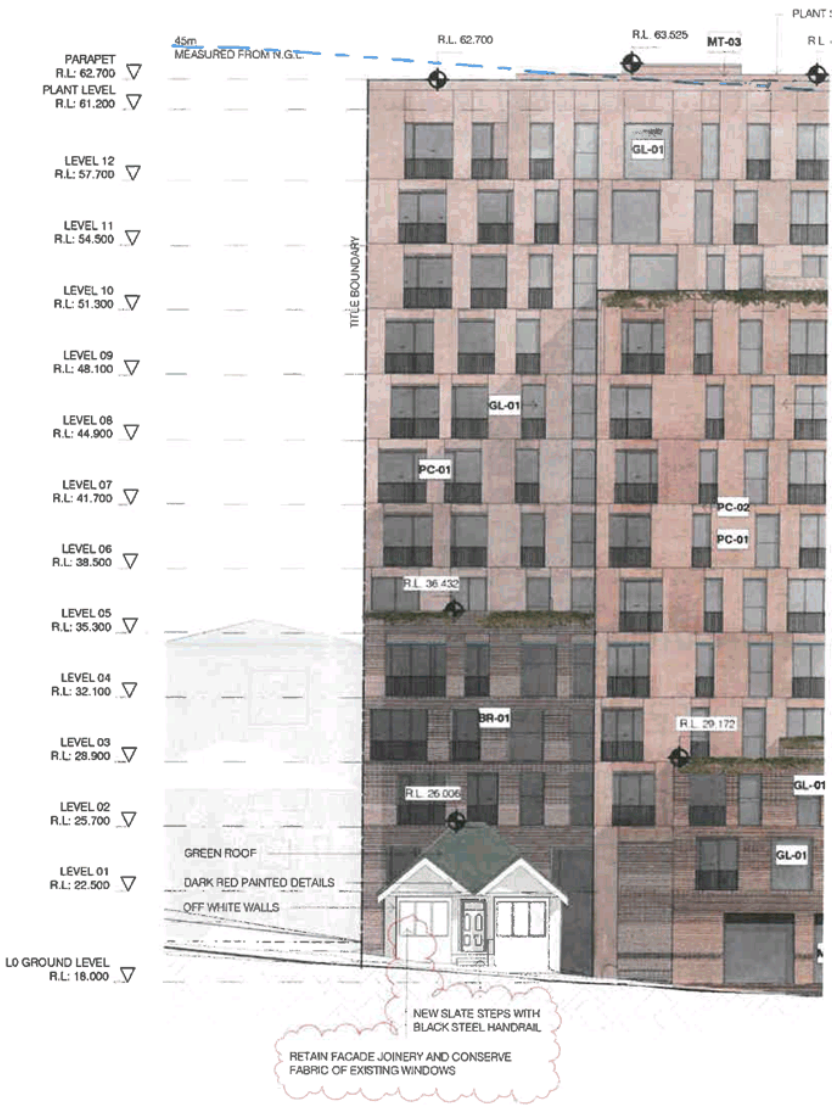 PLANT
45m
MEASURED FROM N.G.L.
R.L. 62.700
R.L. 63.525
MT-03
R.L
PARAPET
R.L: 62.700
PLANT LEVEL
R.L: 61.200
GL-01
LEVEL 12
R.L: 57.700
LEVEL 11
R.L: 54.500
TITLE BOUNDARY
LEVEL 10
R.L: 51.300
LEVEL 09
R.L: 48.100
GL-01
LEVEL 08
R.L: 44.900
PC-01
LEVEL 07
R.L: 41.700
PC-02
PC-01
LEVEL 06
R.L: 38.500
R.L. 36.432
LEVEL 05
R.L: 35.300
LEVEL 04
R.L: 32.100
BR-01
R.L. 29.172
LEVEL 03
R.L: 28.900
GL-01
R.L. 26.006
LEVEL 02
R.L: 25.700
GREEN ROOF
GL-01
LEVEL 01
R.L: 22.500
DARK RED PAINTED DETAILS
OFF WHITE WALLS
L0 GROUND LEVEL
R.L: 18.000
NEW SLATE STEPS WITH
BLACK STEEL HANDRAIL
RETAIN FACADE JOINERY AND CONSERVE
FABRIC OF EXISTING WINDOWS